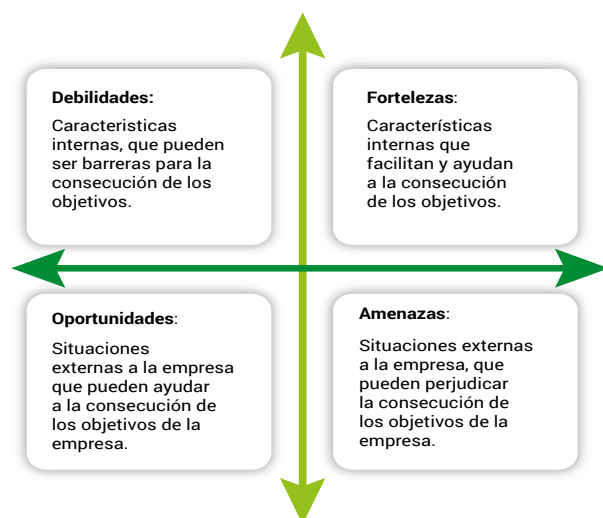 Debilidades:
Caracteristicas
internas, que pueden
ser barreras para la
consecución de los
objetivos.
Fortelezas:
Características
internas que
facilitan y ayudan
a la consecución
de los objetivos.
Oportunidades:
Situaciones
externas a la empresa
que pueden ayudar
a la consecución de
los objetivos de la
empresa.
Amenazas:
Situaciones externas
a la empresa, que
pueden perjudicar
la consecución de
los objetivos de la
empresa.